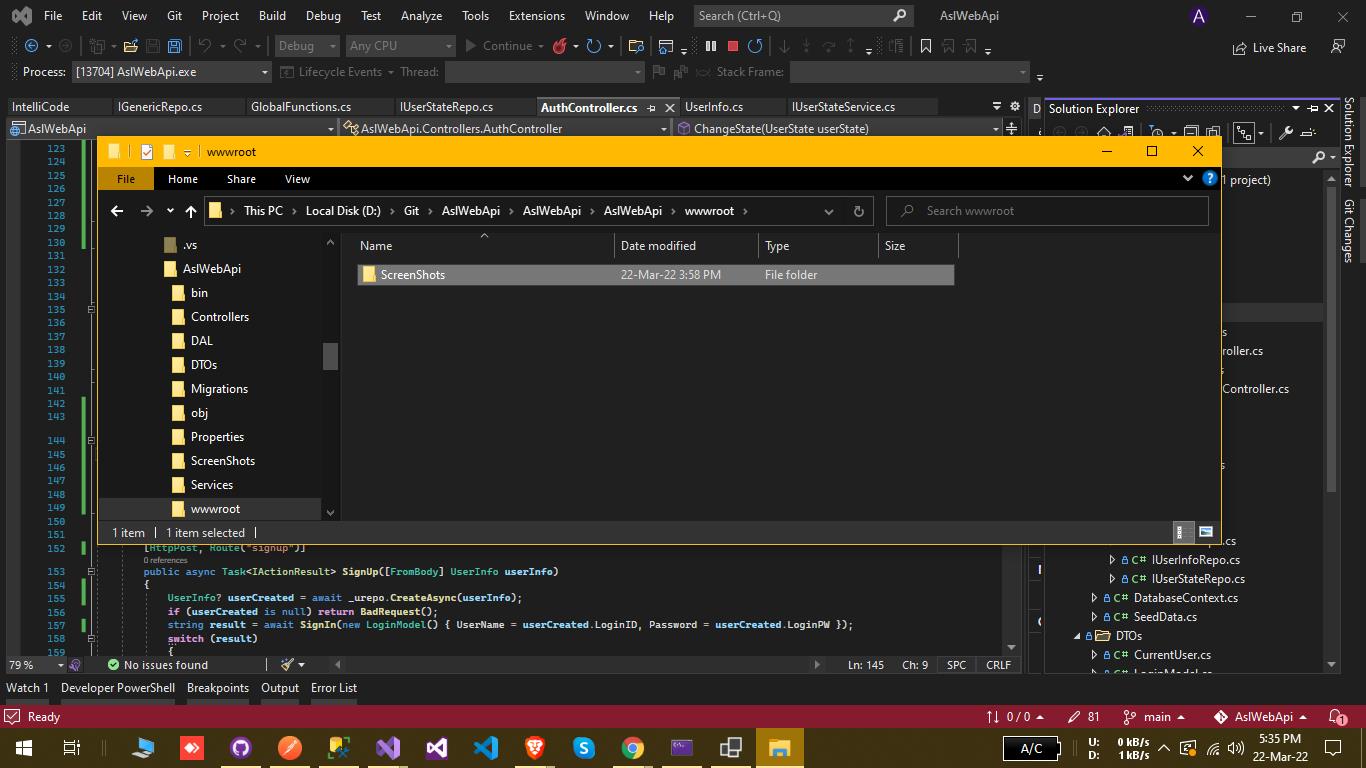 File Edit View Git Project Build Debug Test Analyze Tools Extensions Window Help Search (Ctrl+Q) AslWebApi A
Debug Any CPU Continue Live Share
Process: [13704] AslWebApi.exe Lifecycle Events Thread: Stack Frame:
IntelliCode IGenericRepo.cs GlobalFunctions.cs IUserStateRepo.cs AuthController.cs UserInfo.cs IUserStateService.cs Solution Explorer
AslWebApi AslWebApi.Controllers.AuthController ChangeState(UserState userState)
wwwroot
File Home Share View
This PC Local Disk (D:) Git AslWebApi AslWebApi AslWebApi wwwroot Search wwwroot
Name Date modified Type Size
ScreenShots 22-Mar-22 3:58 PM File folder
.vs
AslWebApi
bin
Controllers
DAL
DTOs
Migrations
obj
Properties
ScreenShots
Services
wwwroot
1 item 1 item selected
123
124
125
126
127
128
129
130
131
132
133
134
135
136
137
138
139
140
141
142
143
144
145
146
147
148
149
150
151
152 [HttpPost, Route("signup")]
0 references
153 public async Task<IActionResult> SignUp([FromBody] UserInfo userInfo)
154 {
155 UserInfo? userCreated = await _urepo.CreateAsync(userInfo);
156 if (userCreated is null) return BadRequest();
157 string result = await SignIn(new LoginModel() { UserName = userCreated.LoginID, Password = userCreated.LoginPW });
158 switch (result)
159 {
1 project)
s
oller.cs
s
Controller.cs
s
.cs
C# IUserInfoRepo.cs
C# IUserStateRepo.cs
C# DatabaseContext.cs
C# SeedData.cs
DTOs
C# CurrentUser.cs
C# LoginModel.cs
Solution Explorer
Git Changes
79 % No issues found Ln: 145 Ch: 9 SPC CRLF
Watch 1 Developer PowerShell Breakpoints Output Error List
Ready 0 / 0 81 main AslWebApi 1
A/C U: 0 kB/s
D: 1 kB/s
5:35 PM
22-Mar-22